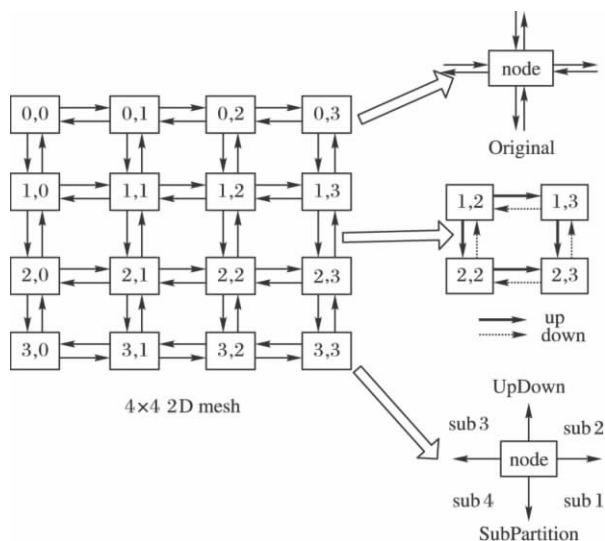 node
Original
0,0 0,1 0,2 0,3
1,0 1,1 1,2 1,3
2,0 2,1 2,2 2,3
3,0 3,1 3,2 3,3
4×4 2D mesh
1,2 1,3
2,2 2,3
up
down
UpDown
sub 3 sub 2
node
sub 4 sub 1
SubPartition